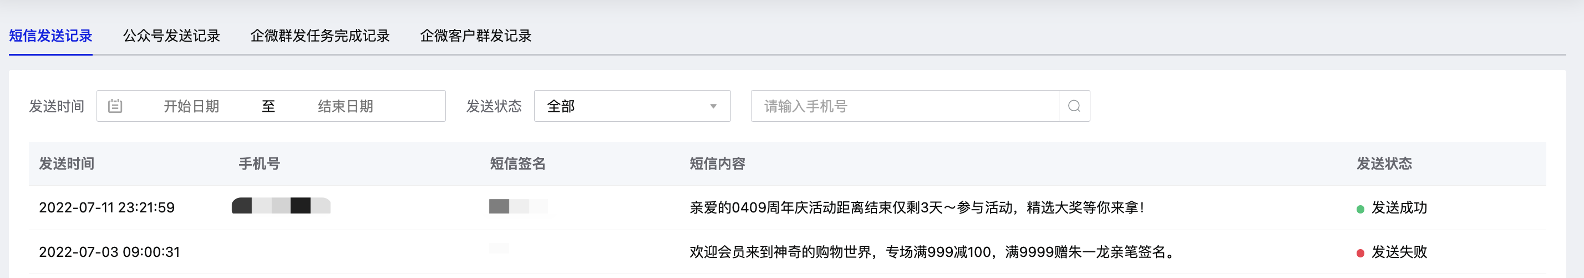 短信发送记录 公众号发送记录 企微群发任务完成记录 企微客户群发记录
发送时间 开始日期 至 结束日期 发送状态 全部 请输入手机号
发送时间 手机号 短信签名 短信内容 发送状态
2022-07-11 23:21:59 亲爱的0409周年庆活动距离结束仅剩3天～参与活动，精选大奖等你来拿！ 发送成功
2022-07-03 09:00:31 欢迎会员来到神奇的购物世界，专场满999减100，满9999赠朱一龙亲笔签名。 发送失败